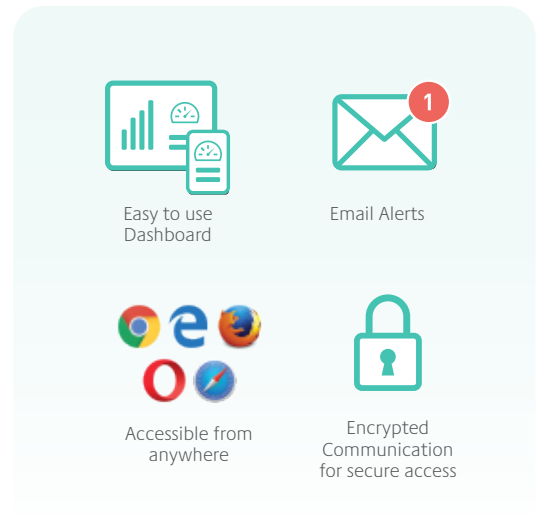 1
Easy to use
Dashboard
Email Alerts
Accessible from
anywhere
Encrypted
Communication
for secure access